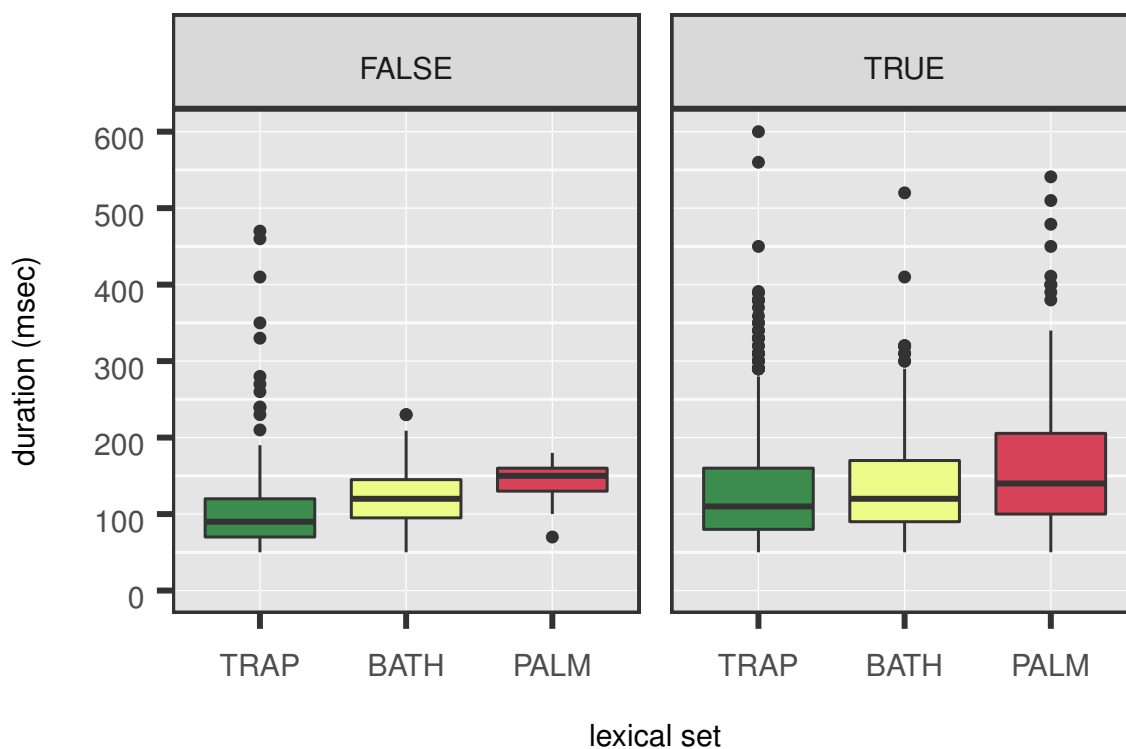 FALSE
TRUE
600
500
400
300
200
100
0
duration (msec)
TRAP BATH PALM
TRAP BATH PALM
lexical set